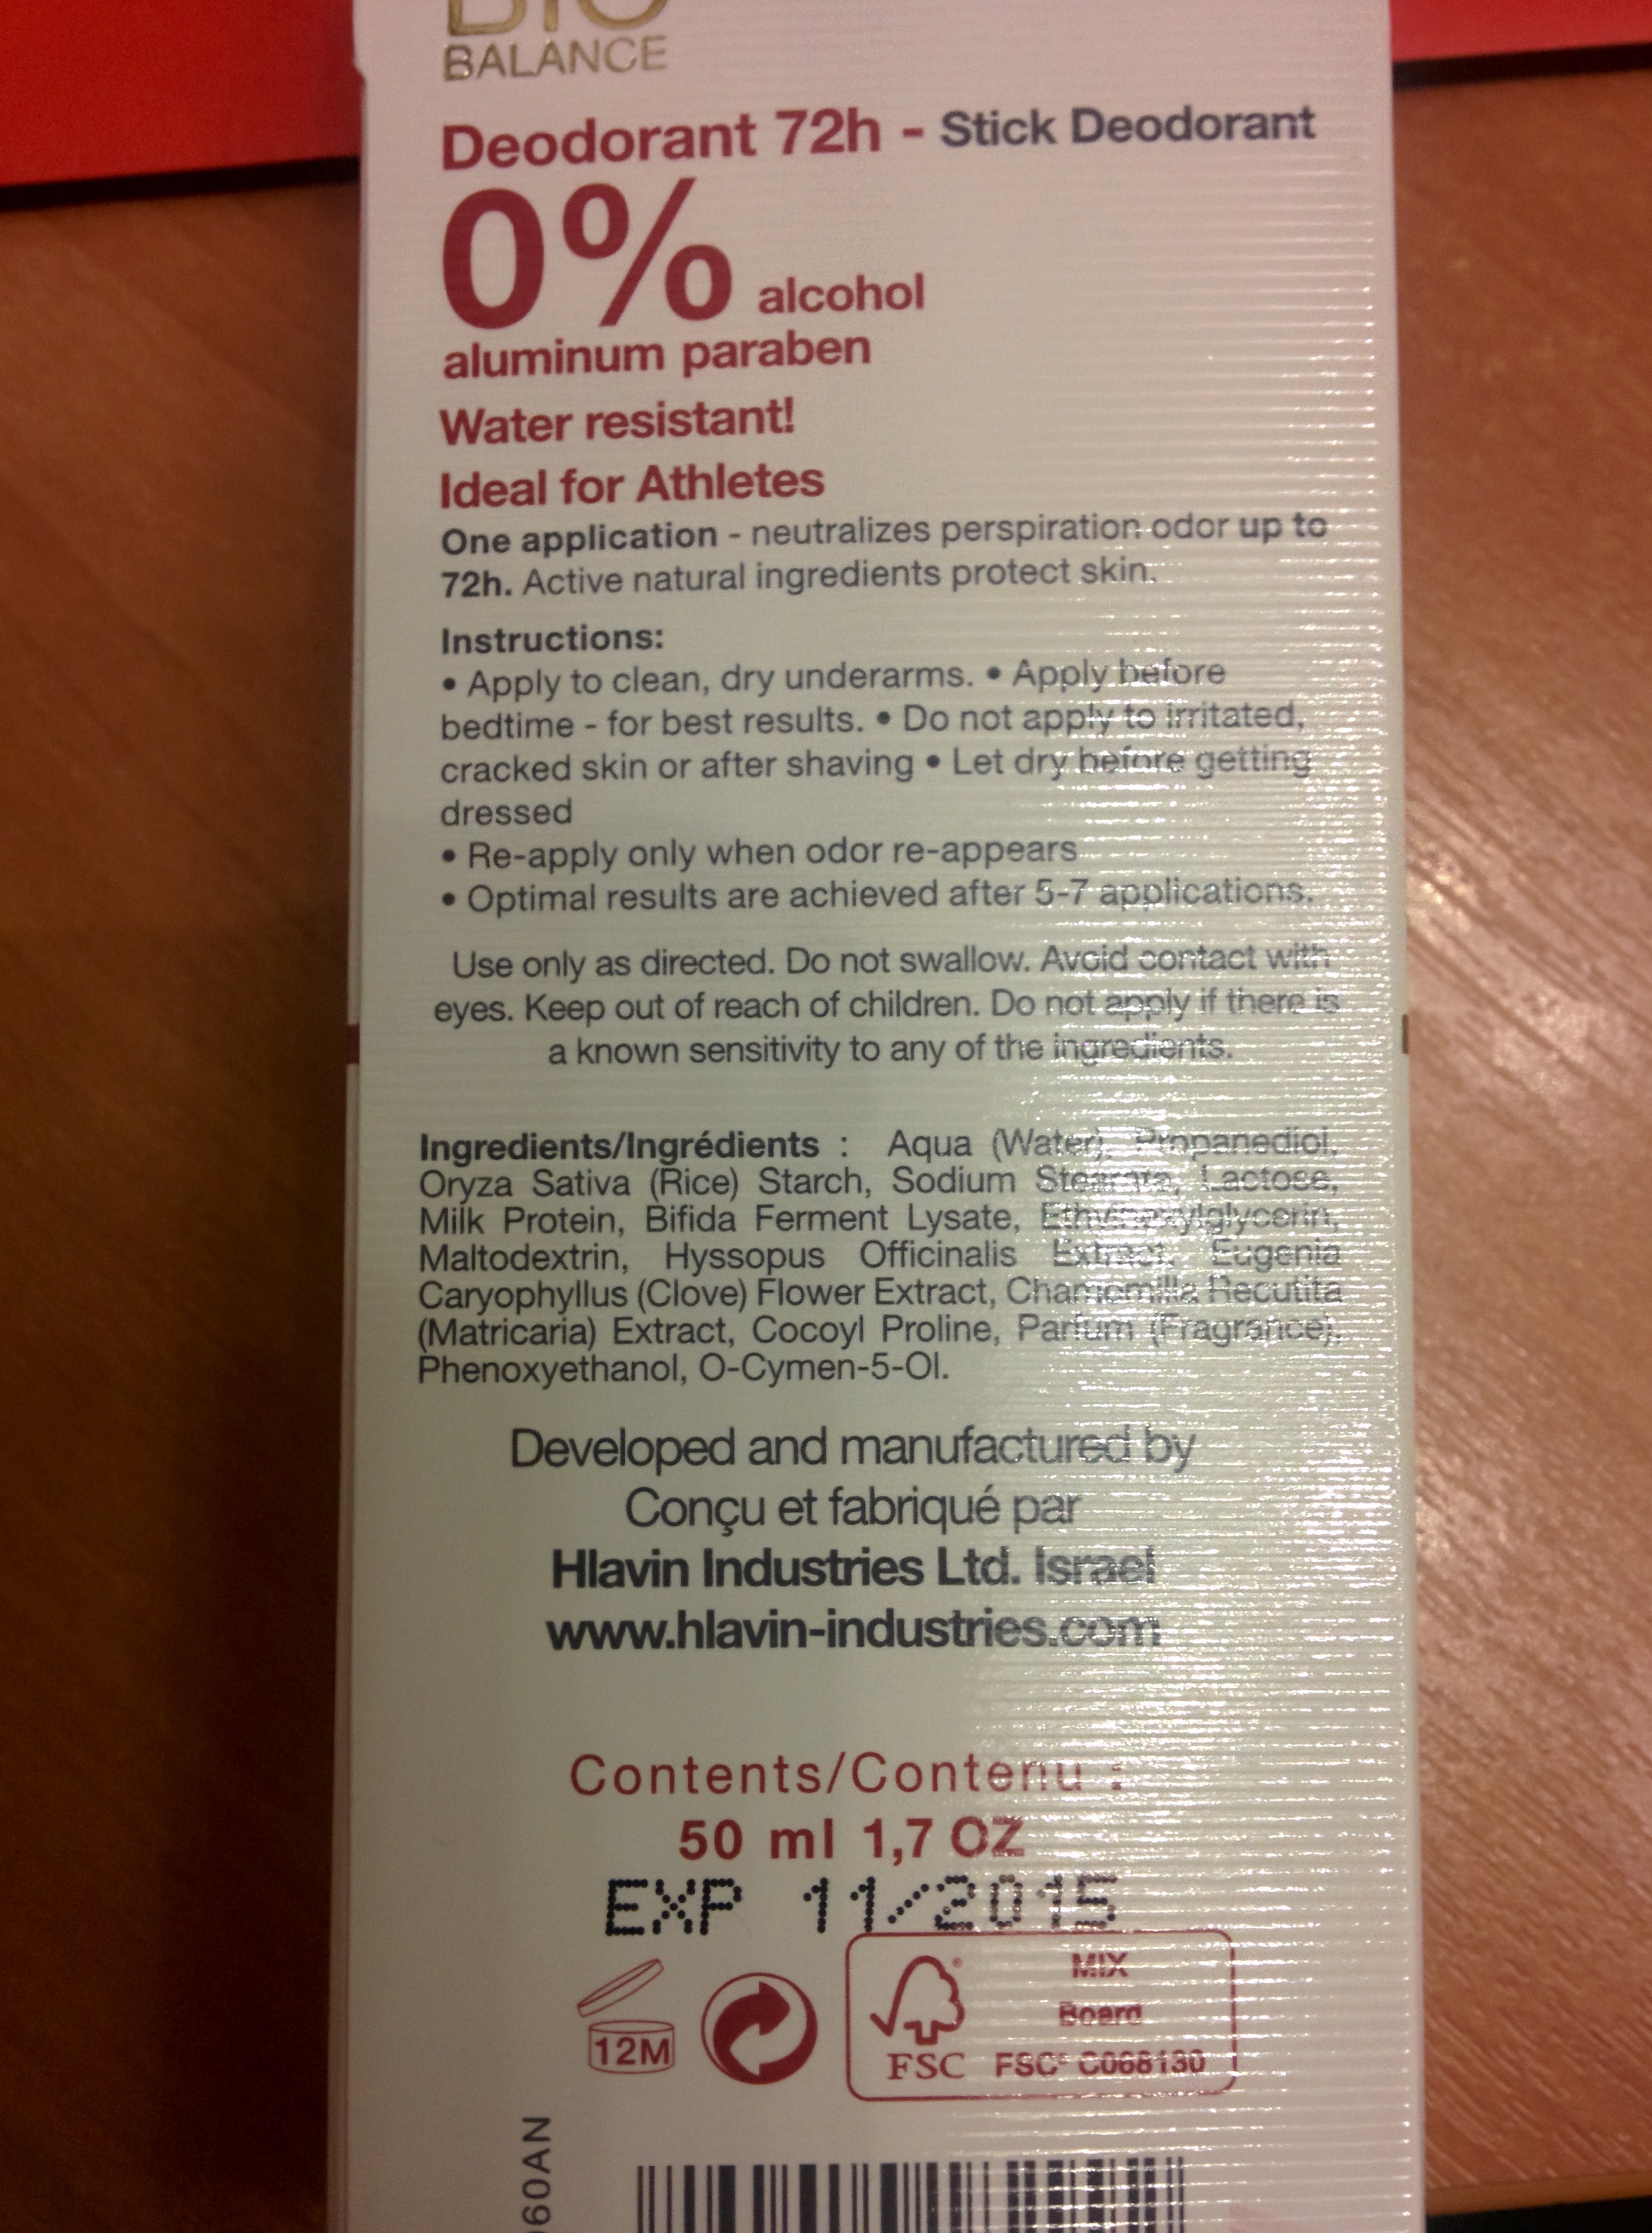 BIO
BALANCE
Deodorant 72h - Stick Deodorant
0% alcohol
aluminum paraben
Water resistant!
Ideal for Athletes
One application - neutralizes perspiration odor up to
72h. Active natural ingredients protect skin.
Instructions:
• Apply to clean, dry underarms. • Apply before
bedtime - for best results. • Do not apply to irritated,
cracked skin or after shaving • Let dry before getting
dressed
• Re-apply only when odor re-appears
• Optimal results are achieved after 5-7 applications.
Use only as directed. Do not swallow. Avoid contact with
eyes. Keep out of reach of children. Do not apply if there is
a known sensitivity to any of the ingredients.
Ingredients/Ingrédients : Aqua (Water), Propanediol,
Oryza Sativa (Rice) Starch, Sodium Stearate, Lactose,
Milk Protein, Bifida Ferment Lysate, Ethylhexylglycerin,
Maltodextrin, Hyssopus Officinalis Extract, Eugenia
Caryophyllus (Clove) Flower Extract, Chamomilla Recutita
(Matricaria) Extract, Cocoyl Proline, Parfum (Fragrance),
Phenoxyethanol, O-Cymen-5-Ol.
Developed and manufactured by
Conçu et fabriqué par
Hlavin Industries Ltd. Israel
www.hlavin-industries.com
Contents/Contenu :
50 ml 1,7 OZ
EXP 11/2015
12M
MIX
Board
FSC FSC® C068130
060AN